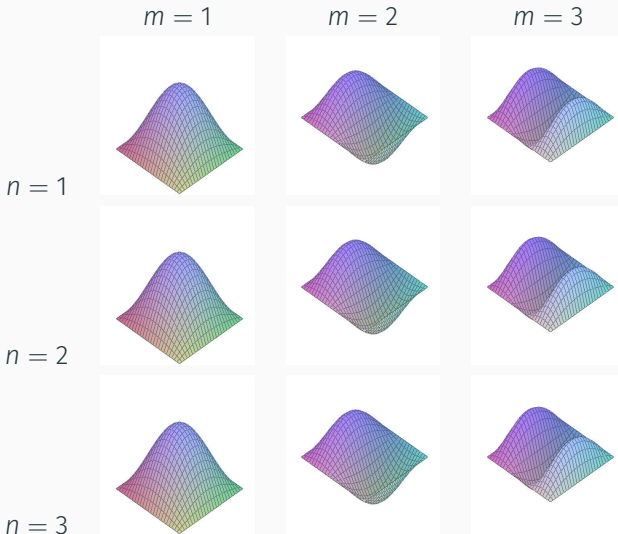 m = 1 m = 2 m = 3
n = 1
n = 2
n = 3